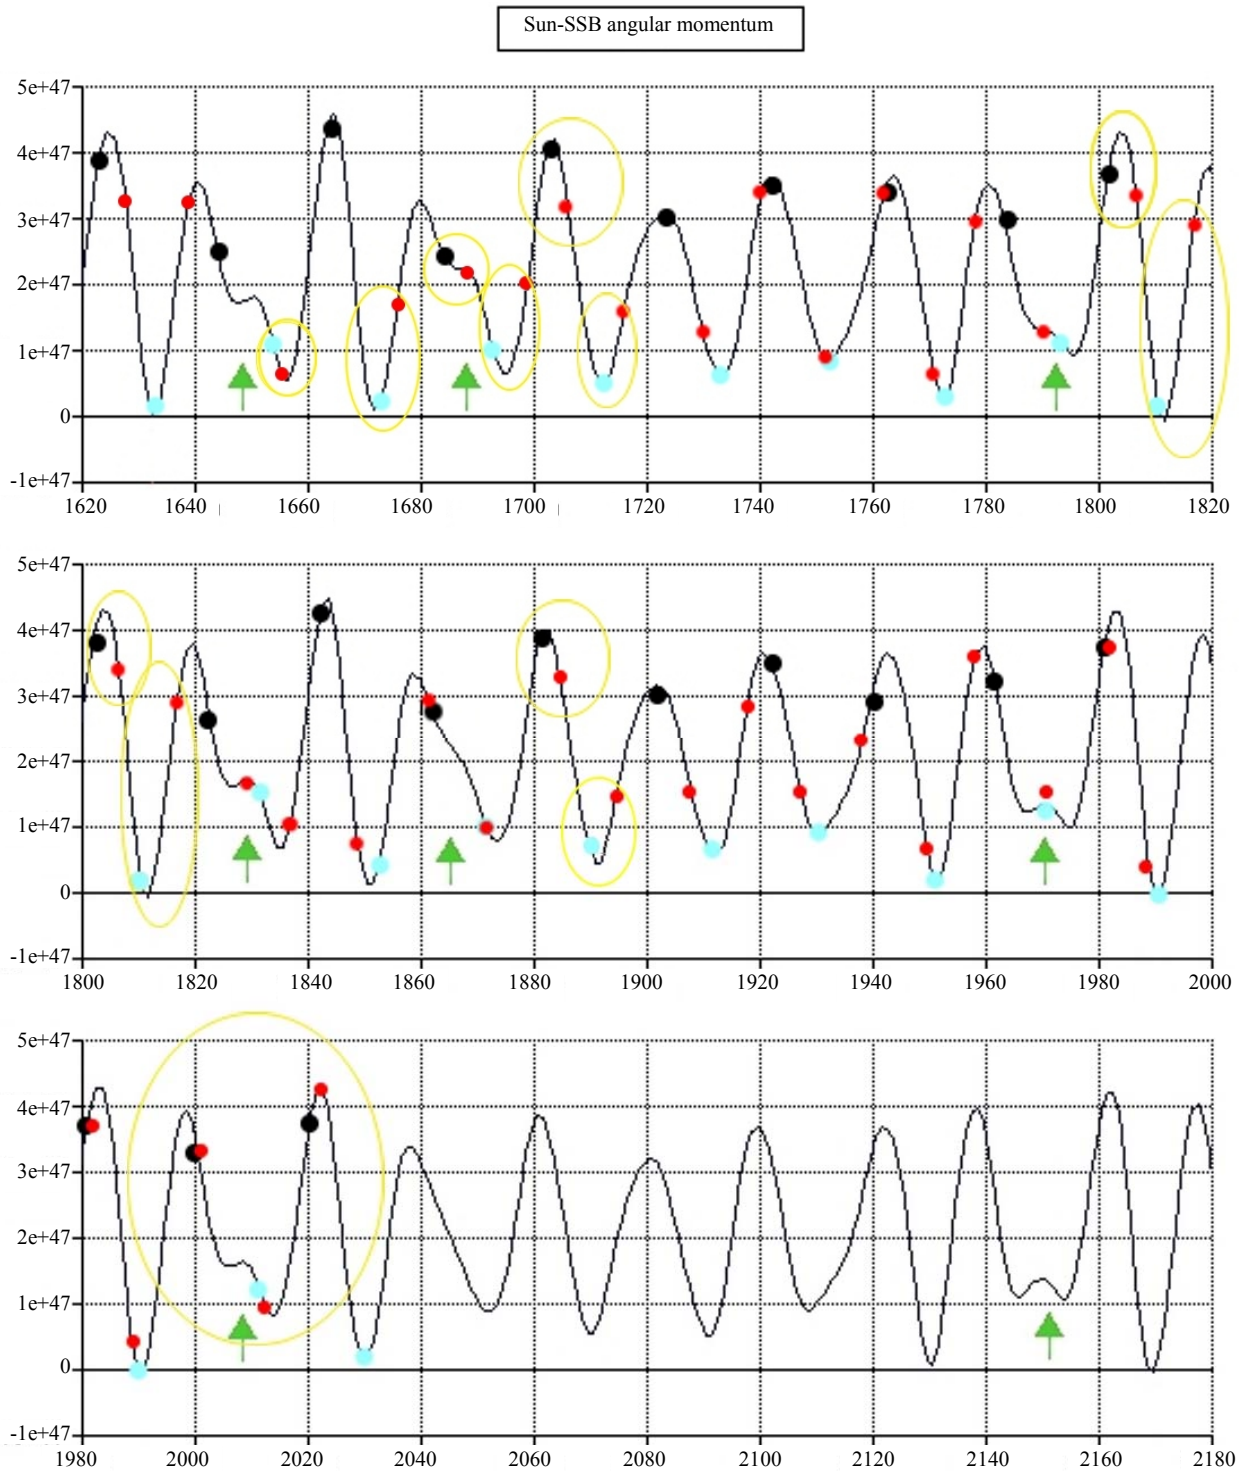 Sun-SSB angular momentum
5e+47
4e+47
3e+47
2e+47
1e+47
0
-1e+47
1620 1640 1660 1680 1700 1720 1740 1760 1780 1800 1820
5e+47
4e+47
3e+47
2e+47
1e+47
0
-1e+47
1800 1820 1840 1860 1880 1900 1920 1940 1960 1980 2000
5e+47
4e+47
3e+47
2e+47
1e+47
0
-1e+47
1980 2000 2020 2040 2060 2080 2100 2120 2140 2160 2180